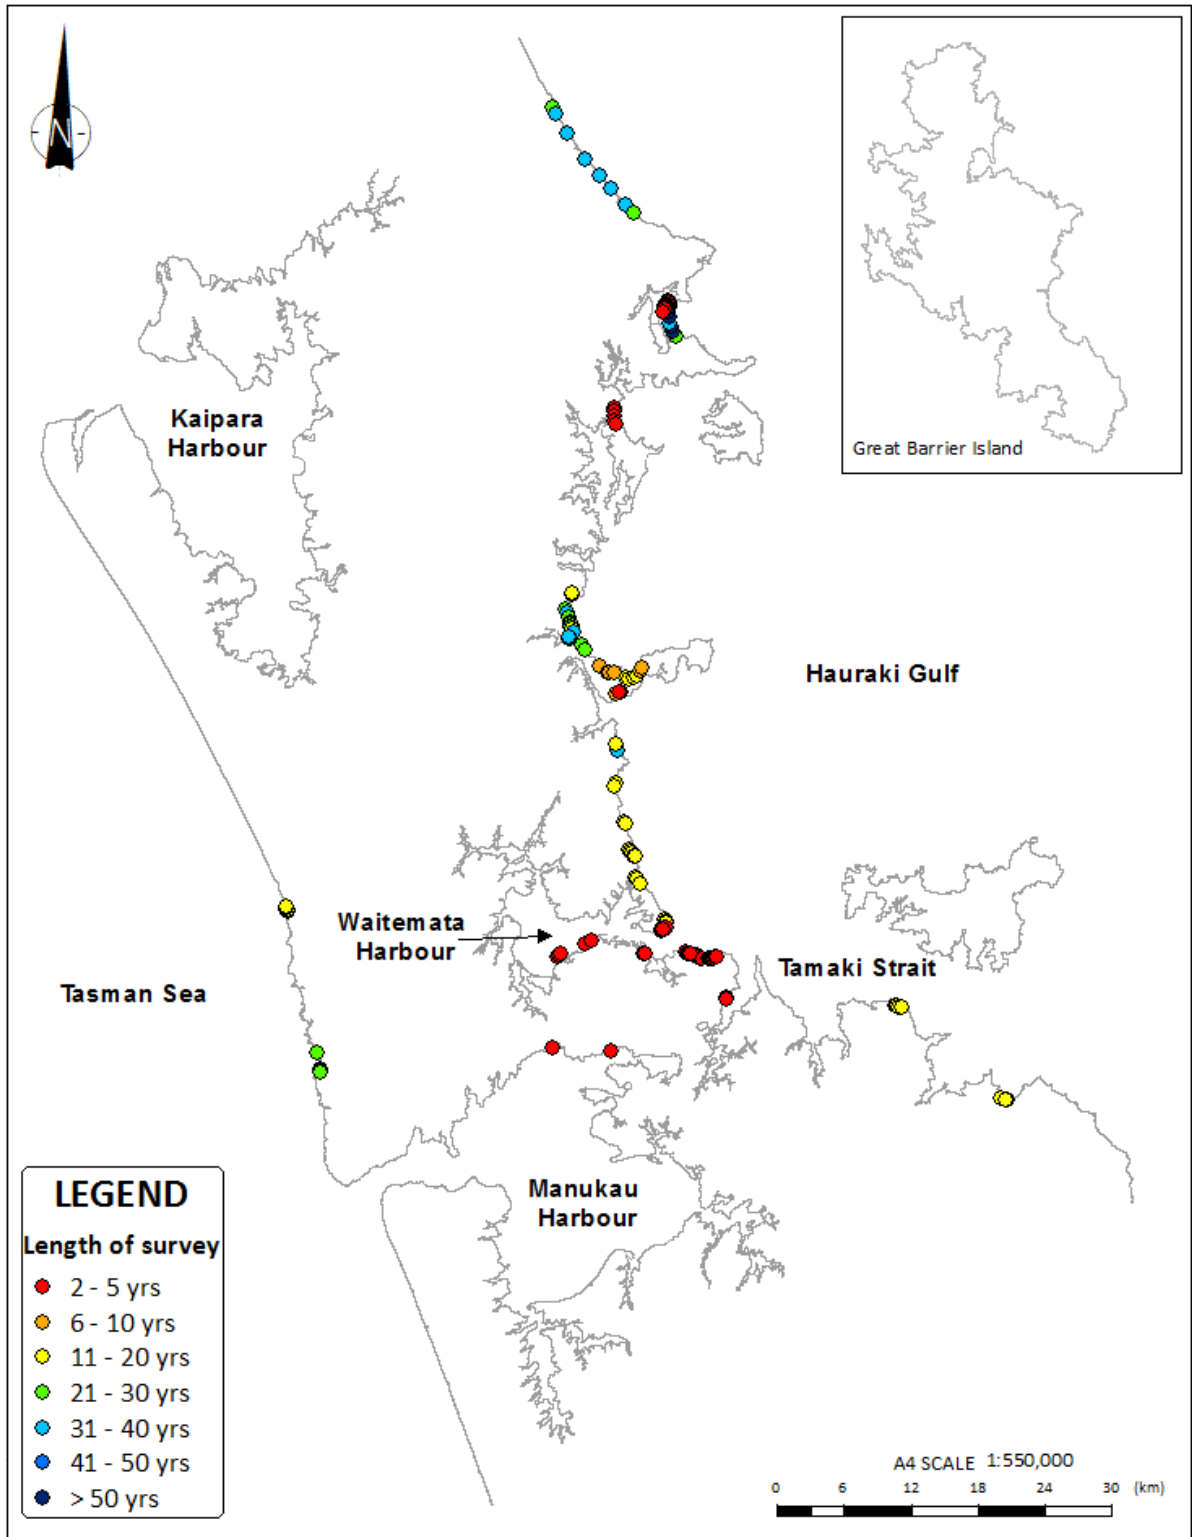 N
Great Barrier Island
Kaipara
Harbour
Hauraki Gulf
Waitemata
Harbour
Tamaki Strait
Tasman Sea
Manukau
Harbour
LEGEND
Length of survey
2 - 5 yrs
6 - 10 yrs
11 - 20 yrs
21 - 30 yrs
31 - 40 yrs
41 - 50 yrs
> 50 yrs
A4 SCALE 1:550,000
0 6 12 18 24 30 (km)